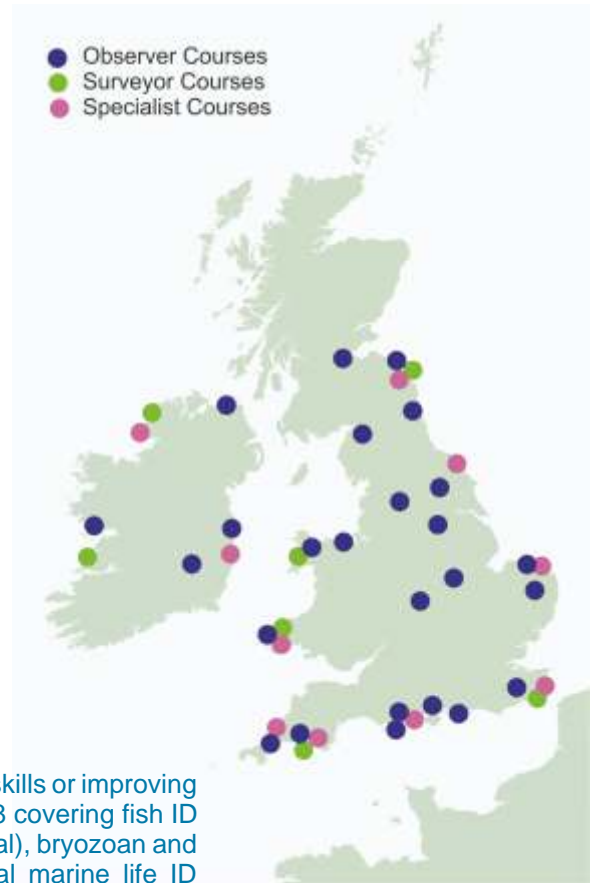 Observer Courses
Surveyor Courses
Specialist Courses
skills or improving
3 covering fish ID
al), bryozoan and
al marine life ID